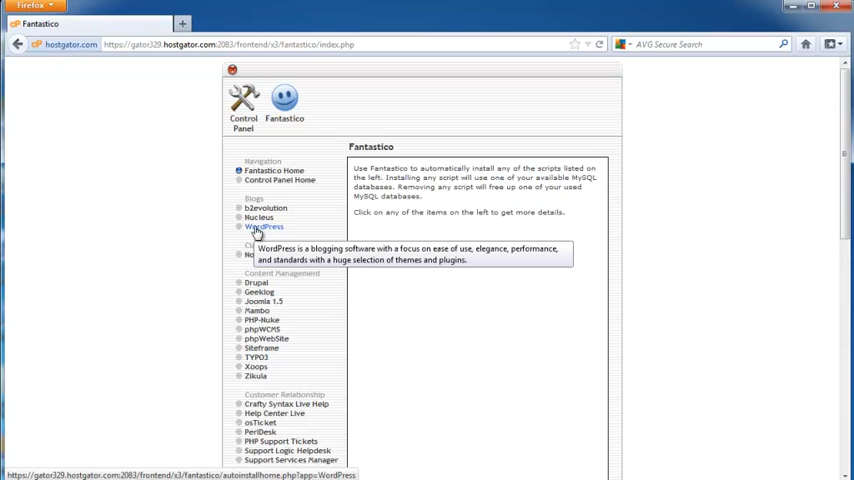 Firefox
Fantastico
hostgator.com https://gator329.hostgator.com:2083/frontend/x3/fantastico/index.php
AVG Secure Search
Control Panel
Fantastico
Fantastico
Navigation
Fantastico Home
Control Panel Home
Blogs
b2evolution
Nucleus
WordPress
Use Fantastico to automatically install any of the scripts listed on
the left. Installing any script will use one of your available MySQL
databases. Removing any script will free up one of your used
MySQL databases.
Click on any of the items on the left to get more details.
WordPress is a blogging software with a focus on ease of use, elegance, performance,
and standards with a huge selection of themes and plugins.
Content Management
Drupal
Geeklog
Joomla 1.5
Mambo
PHP-Nuke
phpWCMS
phpWebSite
Siteframe
TYPO3
Xoops
Zikula
Customer Relationship
Crafty Syntax Live Help
Help Center Live
osTicket
PerlDesk
PHP Support Tickets
Support Logic Helpdesk
Support Services Manager
https://gator329.hostgator.com:2083/frontend/x3/fantastico/autoinstallhome.php?app=WordPress